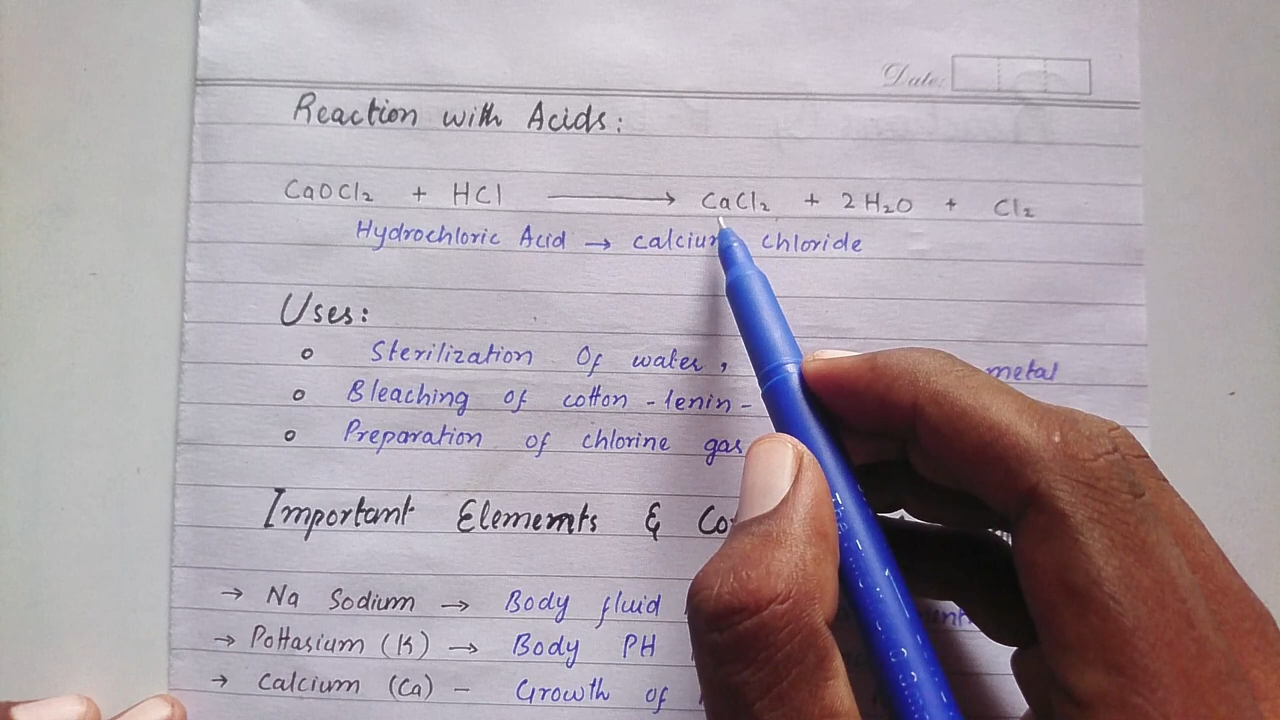 Date:
Reaction with Acids:
CaOCl₂ + HCl ⟶ CaCl₂ + 2H₂O + Cl₂
Hydrochloric Acid → calcium chloride
Uses:
o Sterilization Of water, metal
o Bleaching of cotton - lenin -
o Preparation of chlorine gas
Important Elements &
→ Na Sodium → Body fluid
→ Pottasium (K) → Body PH
→ Calcium (Ca) - Growth of